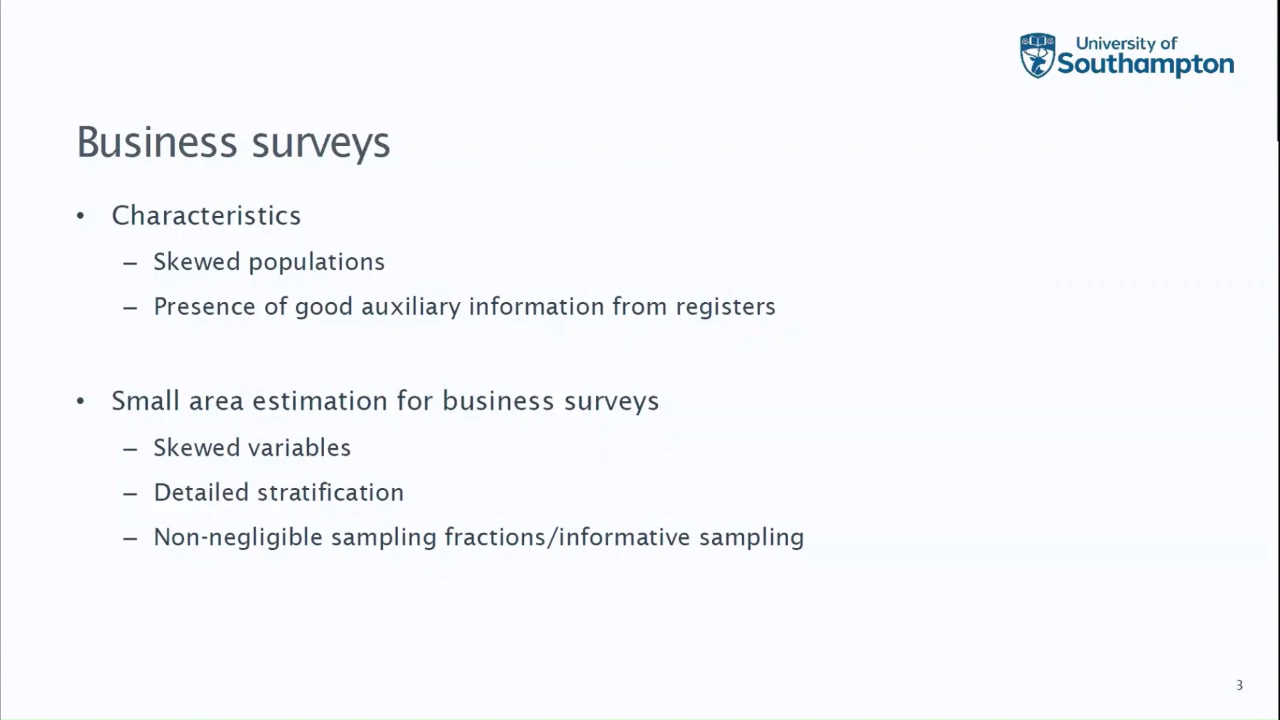 University of
Southampton
Business surveys
• Characteristics
– Skewed populations
– Presence of good auxiliary information from registers
• Small area estimation for business surveys
– Skewed variables
– Detailed stratification
– Non-negligible sampling fractions/informative sampling
3